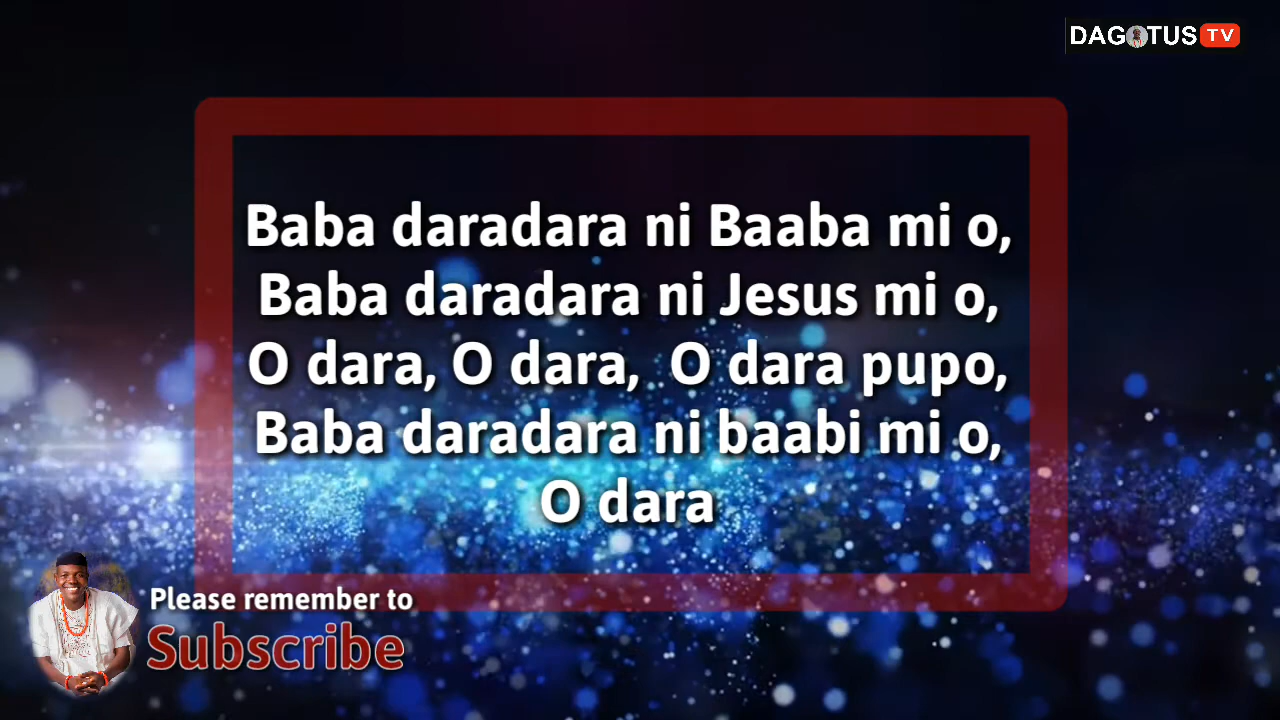 DAGOTUS TV
Baba daradara ni Baaba mi o,
Baba daradara ni Jesus mi o,
O dara, O dara, O dara pupo,
Baba daradara ni baabi mi o,
O dara
Please remember to
Subscribe